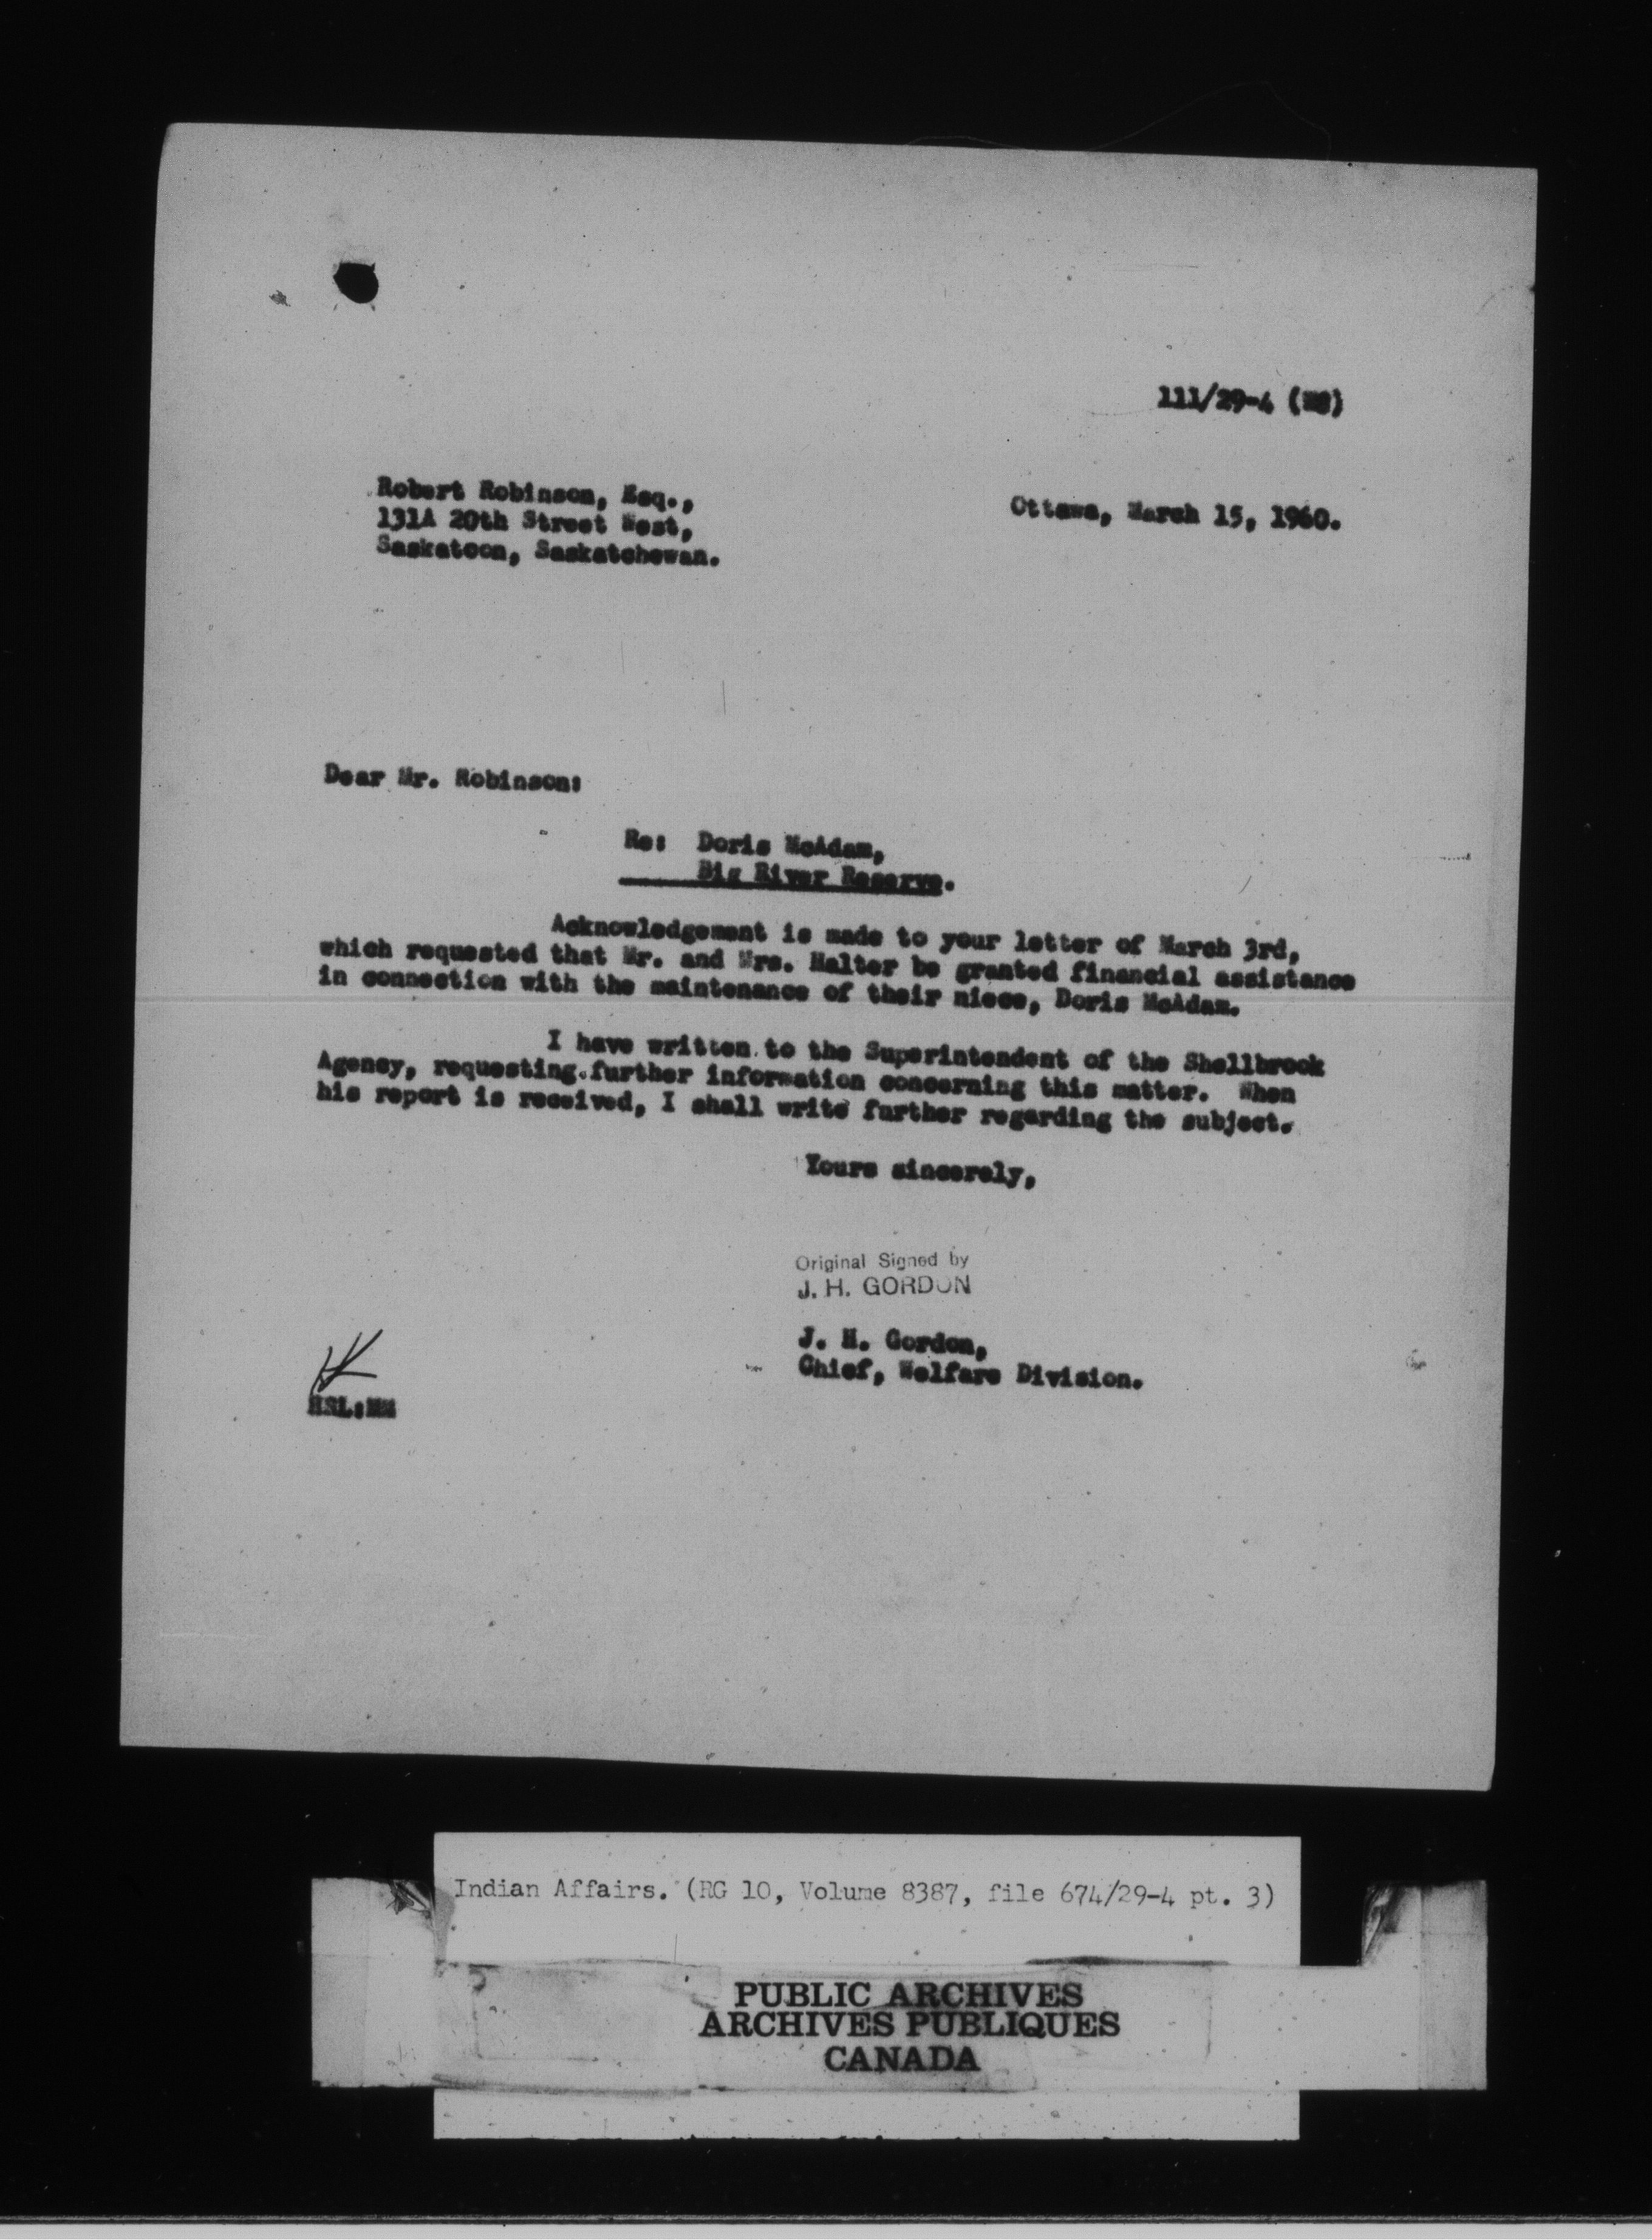 111/29-4
Robert Robinson, Esq.,
131A 20th Street West,
Saskatoon, Saskatchewan.
Ottawa, March 15, 1960.
Dear Mr. Robinson:
Re: Doris McAdam,
Big River Reserve.
Acknowledgement is made to your letter of March 3rd,
which requested that Mr. and Mrs. Halter be granted financial assistance
in connection with the maintenance of their niece, Doris McAdam.
I have written to the Superintendent of the Shellbrook
Agency, requesting further information concerning this matter. When
his report is received, I shall write further regarding the subject.
Yours sincerely,
Original Signed by
J. H. GORDON
J. H. Gordon,
Chief, Welfare Division.
HSL:MM
Indian Affairs. (RG 10, Volume 8387, file 674/29-4 pt. 3)
PUBLIC ARCHIVES
ARCHIVES PUBLIQUES
CANADA